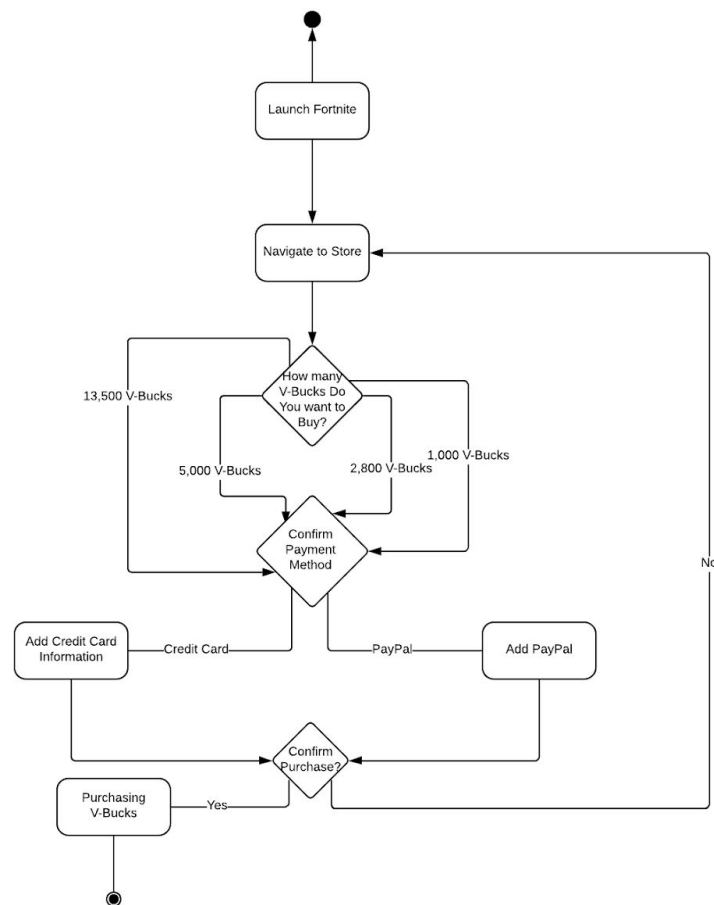 Launch Fortnite
Navigate to Store
How many
V-Bucks Do
You want to
Buy?
13,500 V-Bucks
5,000 V-Bucks
2,800 V-Bucks
1,000 V-Bucks
Confirm
Payment
Method
No
Add Credit Card
Information
Credit Card
PayPal
Add PayPal
Confirm
Purchase?
Purchasing
V-Bucks
Yes